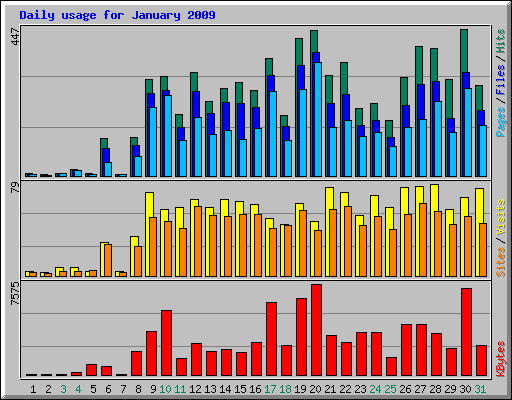 Daily usage for January 2009
447
Pages / Files / Hits
79
Sites / Visits
7575
KBytes
1 2 3 4 5 6 7 8 9 10 11 12 13 14 15 16 17 18 19 20 21 22 23 24 25 26 27 28 29 30 31